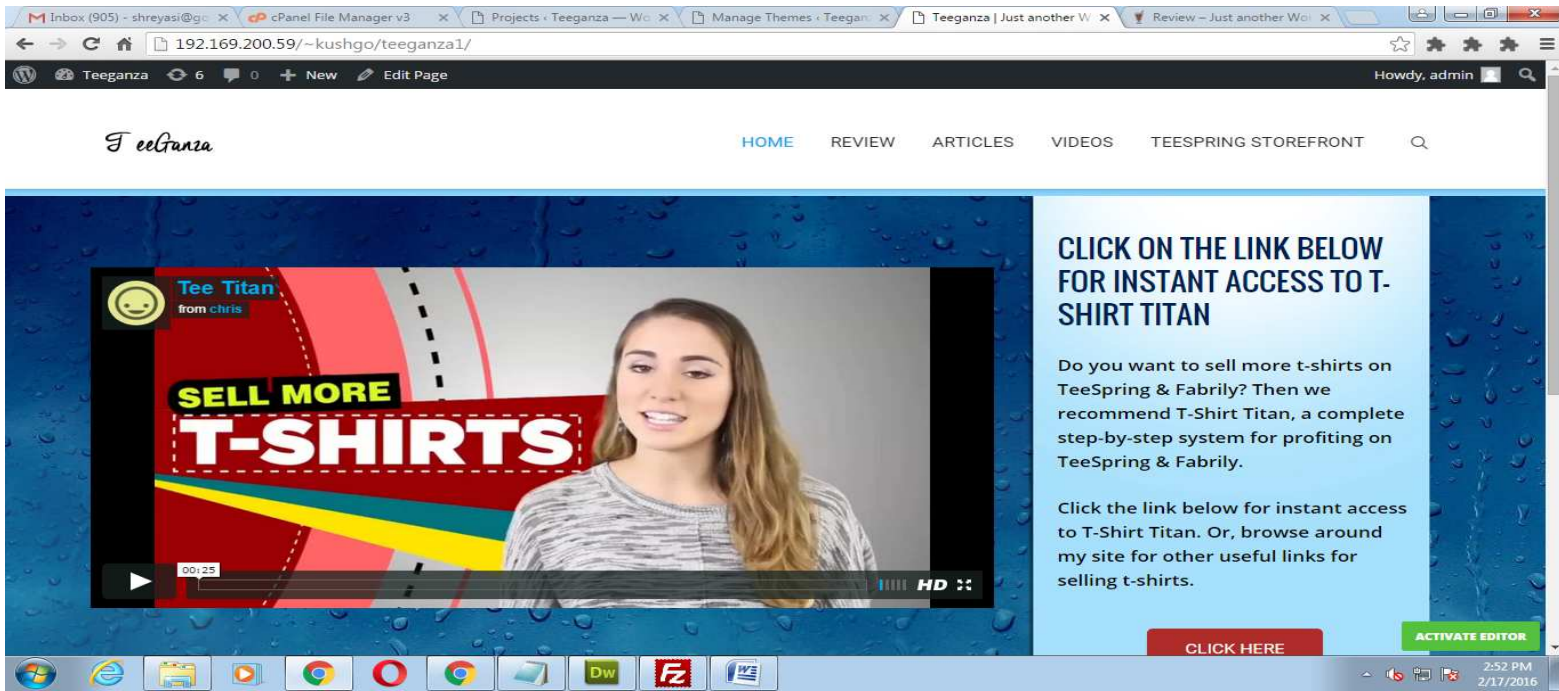 Inbox (905) - shreyasi@go
cPanel File Manager v3
Projects ‹ Teeganza — Wo
Manage Themes ‹ Teegan
Teeganza | Just another W
Review – Just another Wo
192.169.200.59/~kushgo/teeganza1/
Teeganza 6 0 + New Edit Page
Howdy, admin
TeeGanza
HOME REVIEW ARTICLES VIDEOS TEESPRING STOREFRONT
Tee Titan
from chris
SELL MORE
T-SHIRTS
00:25
HD
CLICK ON THE LINK BELOW
FOR INSTANT ACCESS TO T-
SHIRT TITAN
Do you want to sell more t-shirts on
TeeSpring & Fabrily? Then we
recommend T-Shirt Titan, a complete
step-by-step system for profiting on
TeeSpring & Fabrily.
Click the link below for instant access
to T-Shirt Titan. Or, browse around
my site for other useful links for
selling t-shirts.
CLICK HERE
ACTIVATE EDITOR
Dw
Fz
W
2:52 PM
2/17/2016